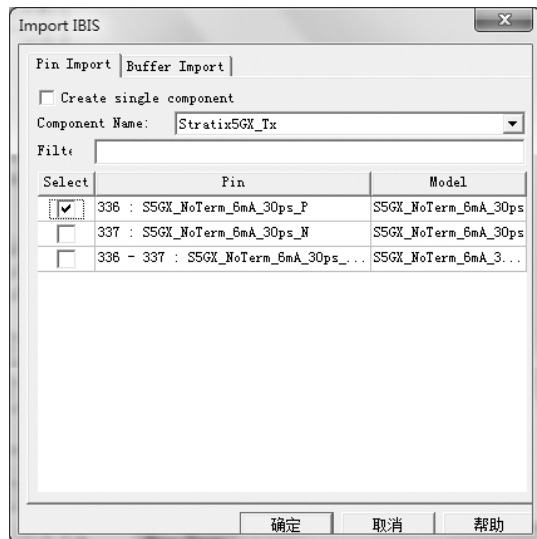 Import IBIS
Pin Import Buffer Import
Create single component
Component Name: Stratix5GX_Tx
Filte
Select Pin Model
336 : S5GX_NoTerm_6mA_30ps_P S5GX_NoTerm_6mA_30ps
337 : S5GX_NoTerm_6mA_30ps_N S5GX_NoTerm_6mA_30ps
336 - 337 : S5GX_NoTerm_6mA_30ps_... S5GX_NoTerm_6mA_3...
确定 取消 帮助